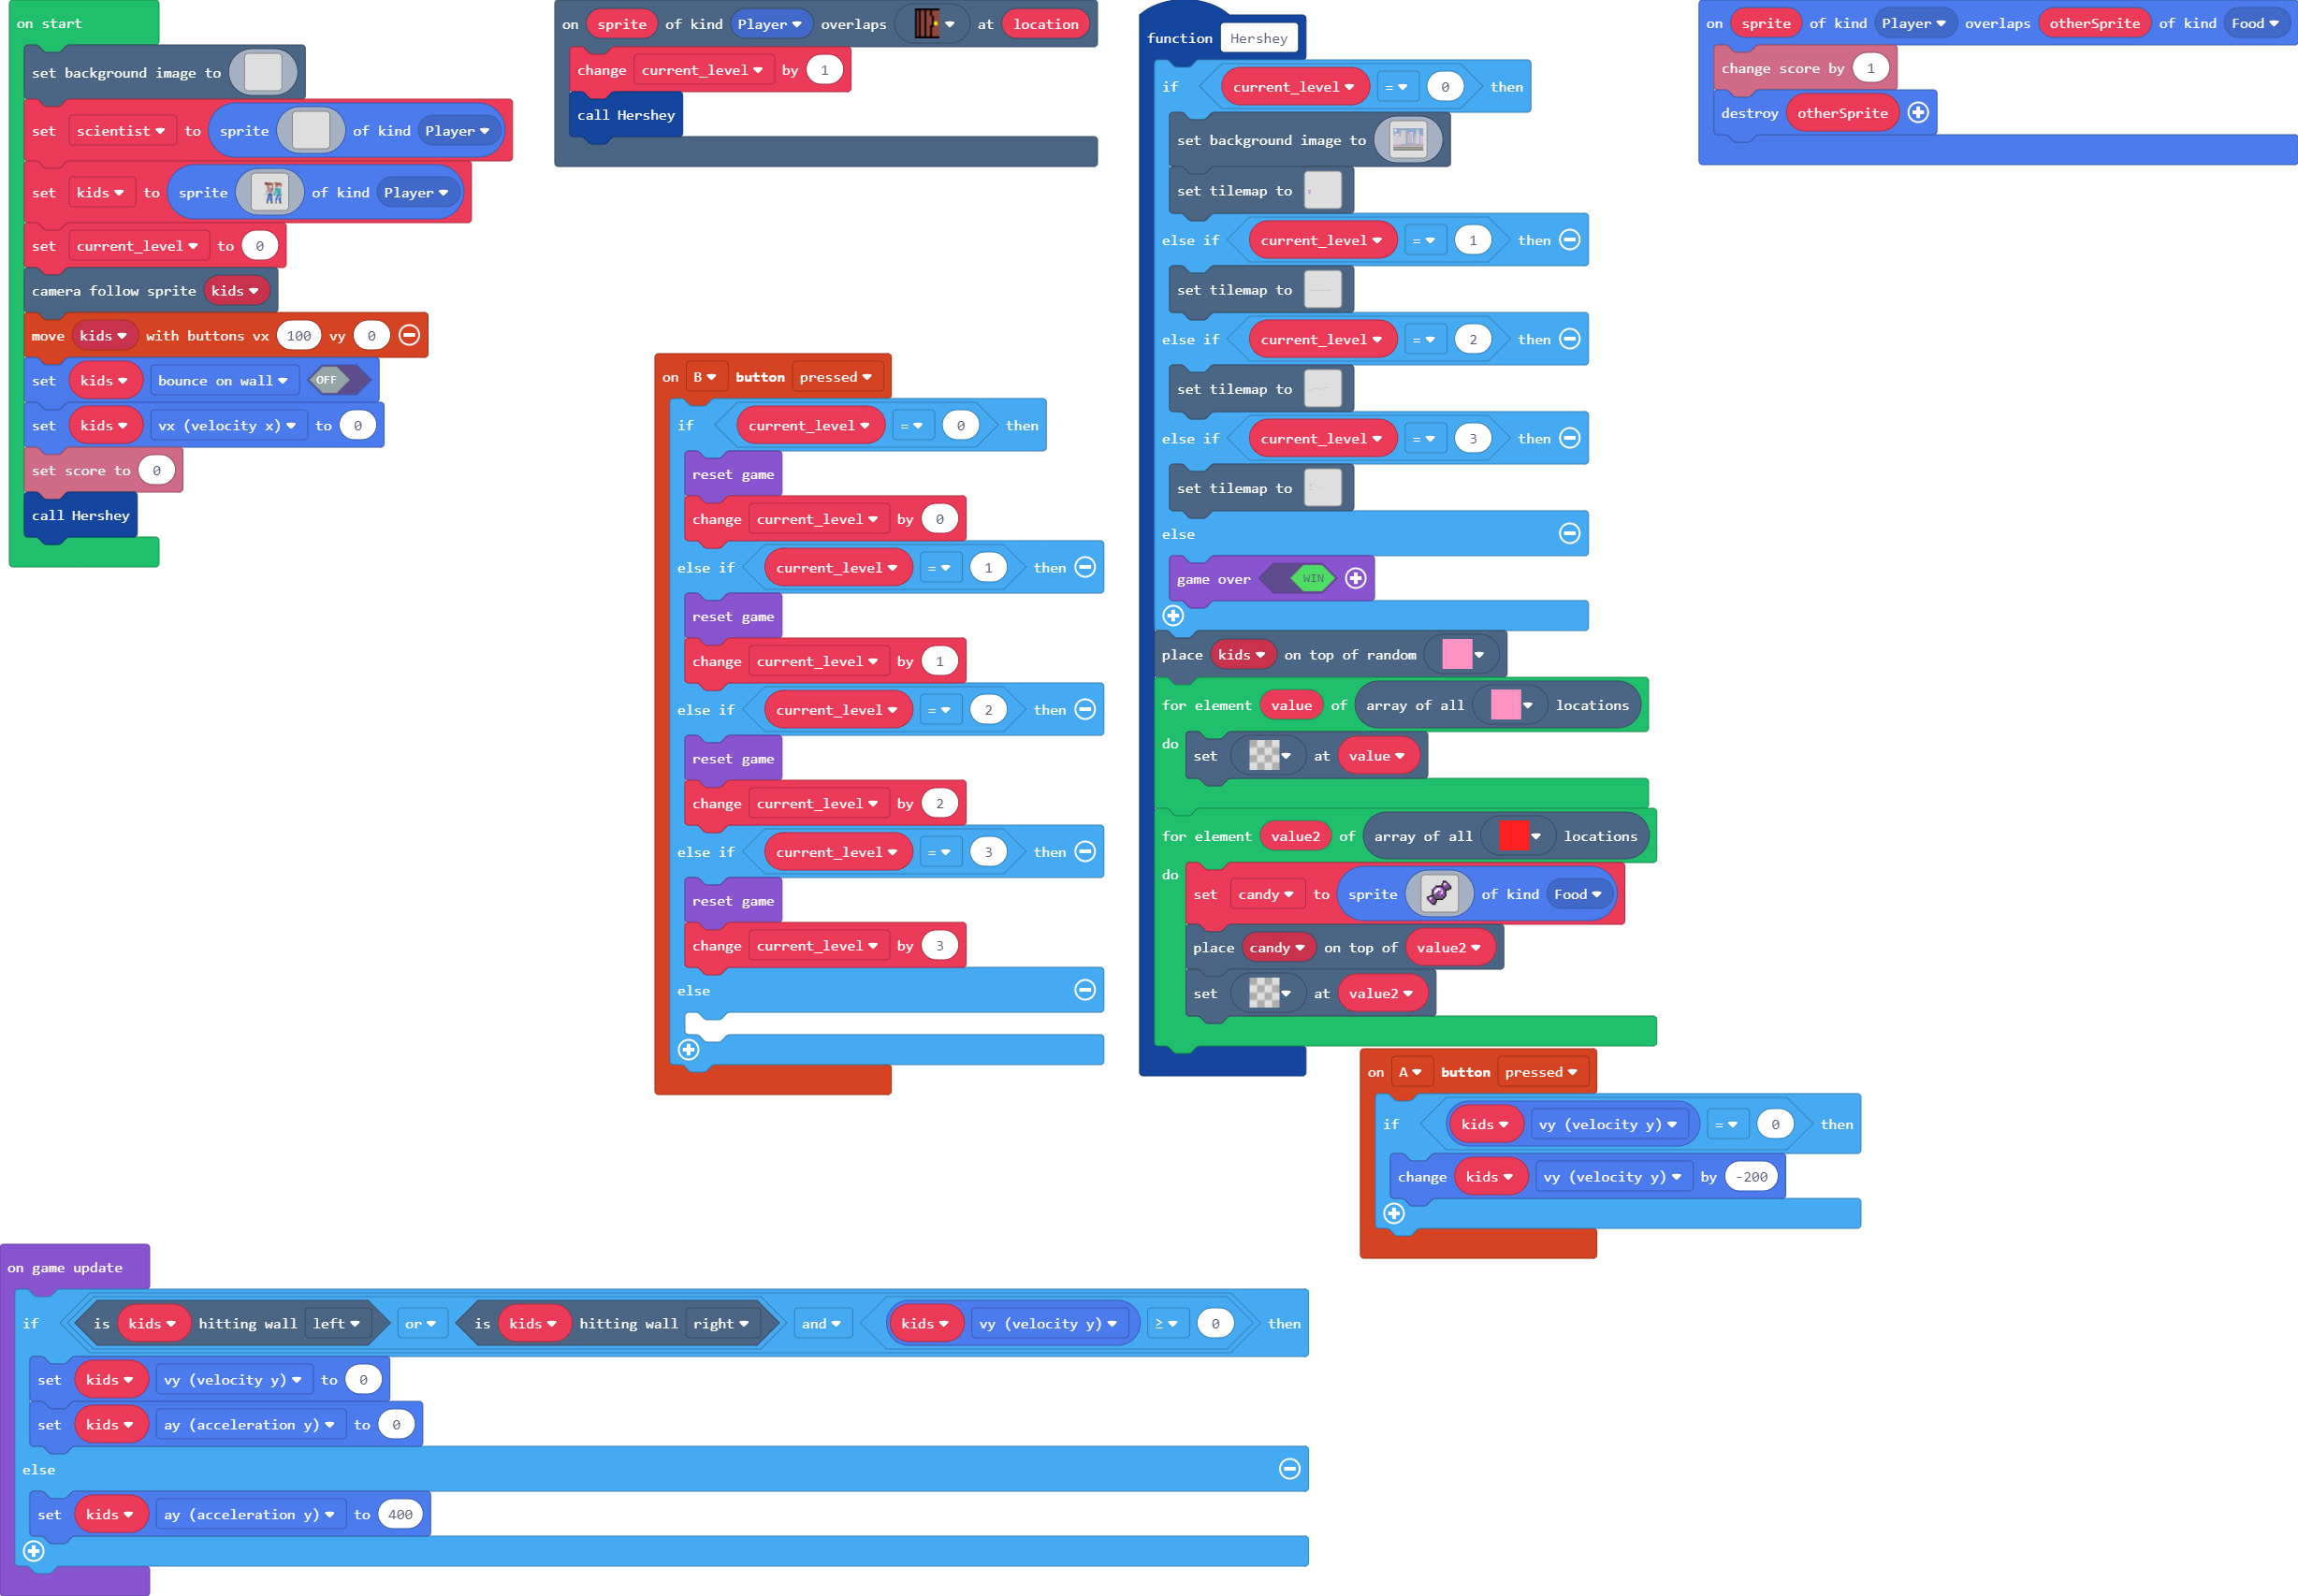 on start
set background image to
set scientist to sprite of kind Player
set kids to sprite of kind Player
set current_level to 0
camera follow sprite kids
move kids with buttons vx 100 vy 0
set kids bounce on wall OFF
set kids vx (velocity x) to 0
set score to 0
call Hershey
on sprite of kind Player overlaps at location
change current_level by 1
call Hershey
on B button pressed
if current_level = 0 then
reset game
change current_level by 0
else if current_level = 1 then
reset game
change current_level by 1
else if current_level = 2 then
reset game
change current_level by 2
else if current_level = 3 then
reset game
change current_level by 3
else
function Hershey
if current_level = 0 then
set background image to
set tilemap to
else if current_level = 1 then
set tilemap to
else if current_level = 2 then
set tilemap to
else if current_level = 3 then
set tilemap to
else
game over WIN
place kids on top of random
for element value of array of all locations
do set at value
for element value2 of array of all locations
do set candy to sprite of kind Food
place candy on top of value2
set at value2
on sprite of kind Player overlaps otherSprite of kind Food
change score by 1
destroy otherSprite
on A button pressed
if kids vy (velocity y) = 0 then
change kids vy (velocity y) by -200
on game update
if is kids hitting wall left or is kids hitting wall right and kids vy (velocity y) ≥ 0 then
set kids vy (velocity y) to 0
set kids ay (acceleration y) to 0
else
set kids ay (acceleration y) to 400